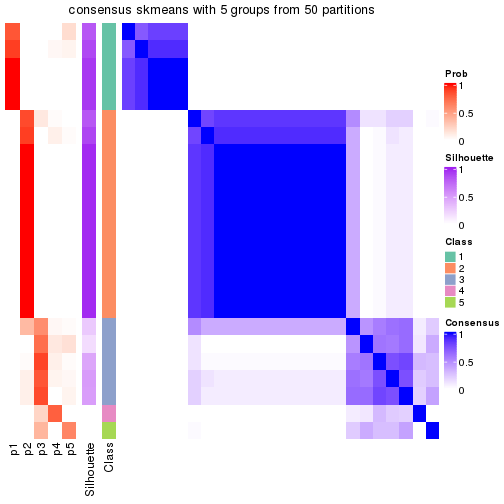 consensus skmeans with 5 groups from 50 partitions
Prob
1
0.5
0
Silhouette
1
0.5
0
Class
1
2
3
4
5
Consensus
1
0.5
0
p1
p2
p3
p4
p5
Silhouette
Class